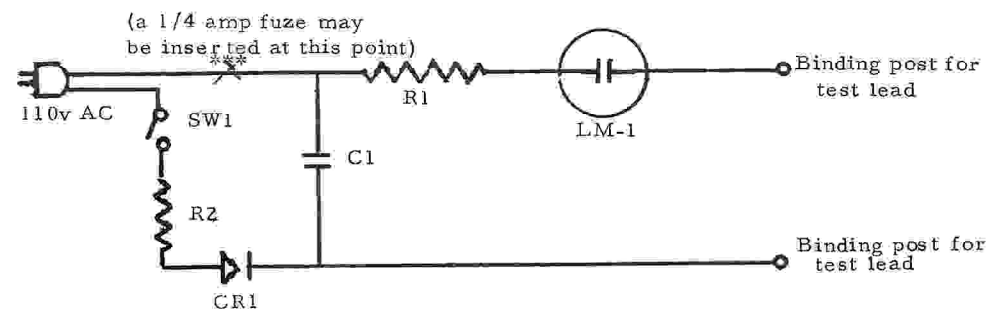 (a 1/4 amp fuze may
be inserted at this point)
***
110v AC
SW1
R1
LM-1
Binding post for
test lead
C1
R2
CR1
Binding post for
test lead